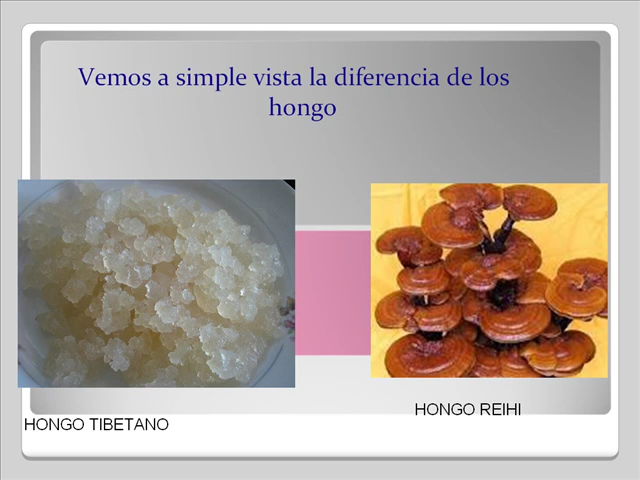 Vemos a simple vista la diferencia de los
hongo
HONGO REIHI
HONGO TIBETANO